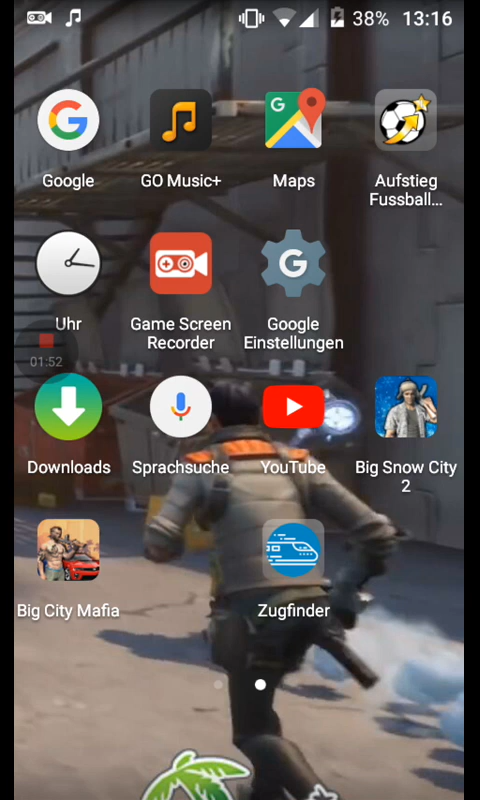 38% 13:16
Google GO Music+ Maps Aufstieg
Fussball...
Uhr Game Screen Google
Recorder Einstellungen
01:52
Downloads Sprachsuche YouTube Big Snow City
2
Big City Mafia Zugfinder